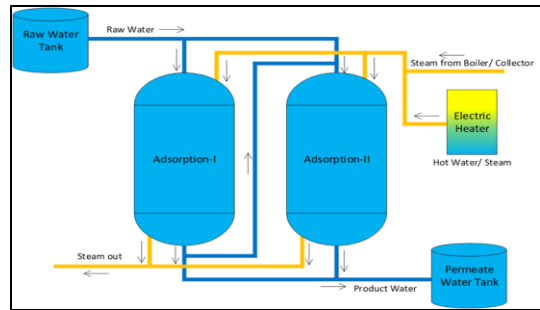 Raw Water
Tank
Raw Water
Steam from Boiler/ Collector
Electric
Heater
Hot Water/ Steam
Adsorption-I
Adsorption-II
Steam out
Product Water
Permeate
Water Tank